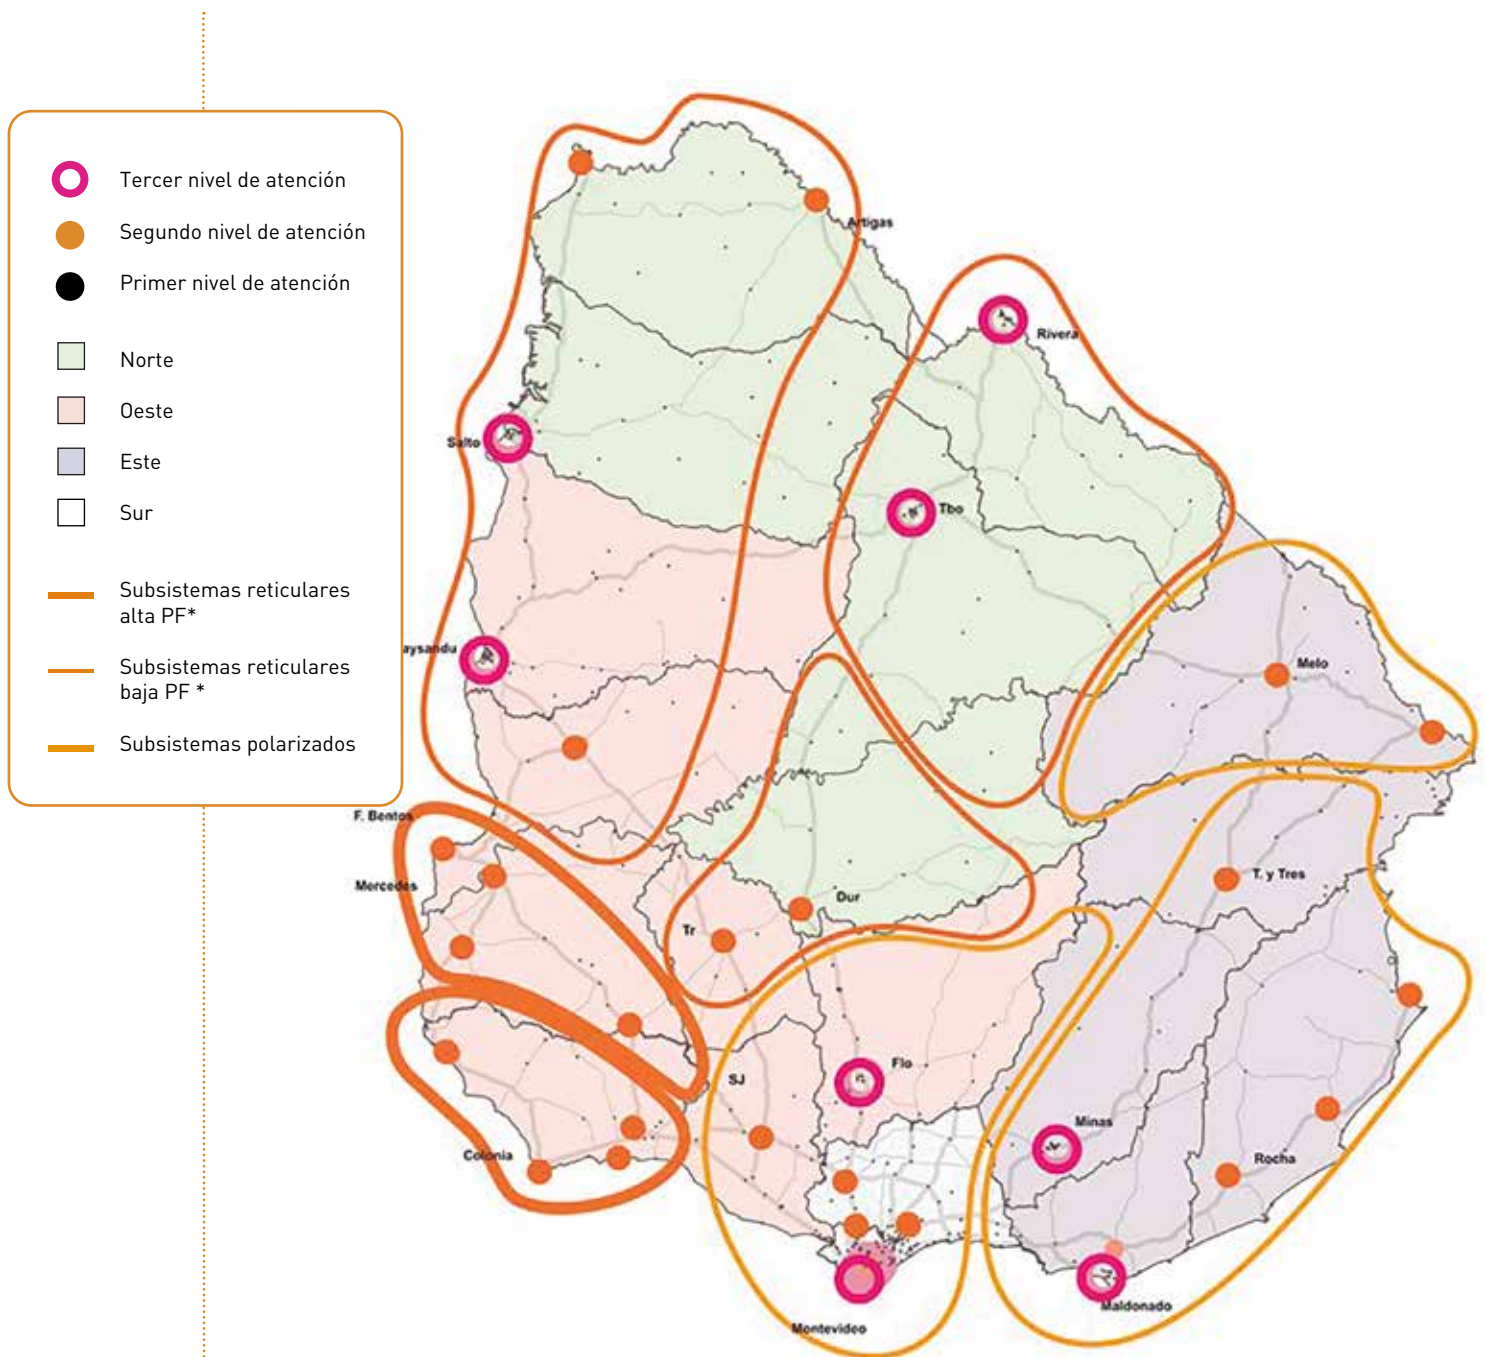 Tercer nivel de atención
Segundo nivel de atención
Primer nivel de atención
Norte
Oeste
Este
Sur
Subsistemas reticulares
alta PF*
Subsistemas reticulares
baja PF *
Subsistemas polarizados
Artigas
Rivera
Salto
Tbo
aysandu
Melo
F. Bentos
Mercedes
Dur
T. y Tres
Tr
Flo
SJ
Minas
Colonia
Rocha
Maldonado
Montevideo